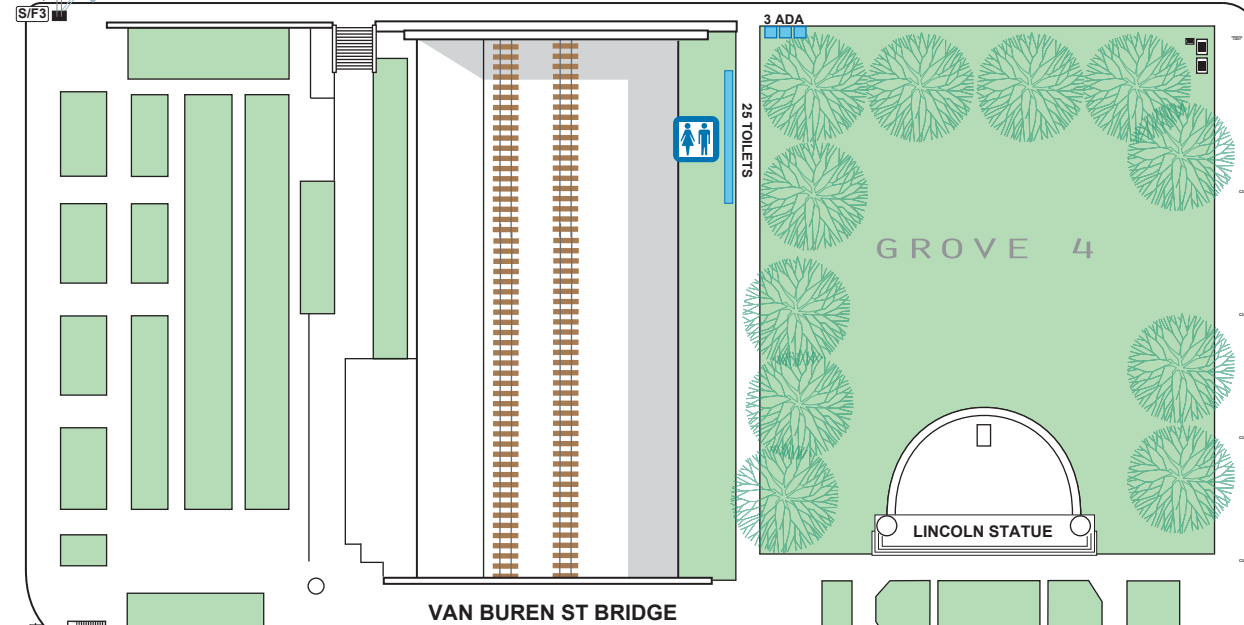 S/F3
3 ADA
25 TOILETS
GROVE 4
LINCOLN STATUE
VAN BUREN ST BRIDGE